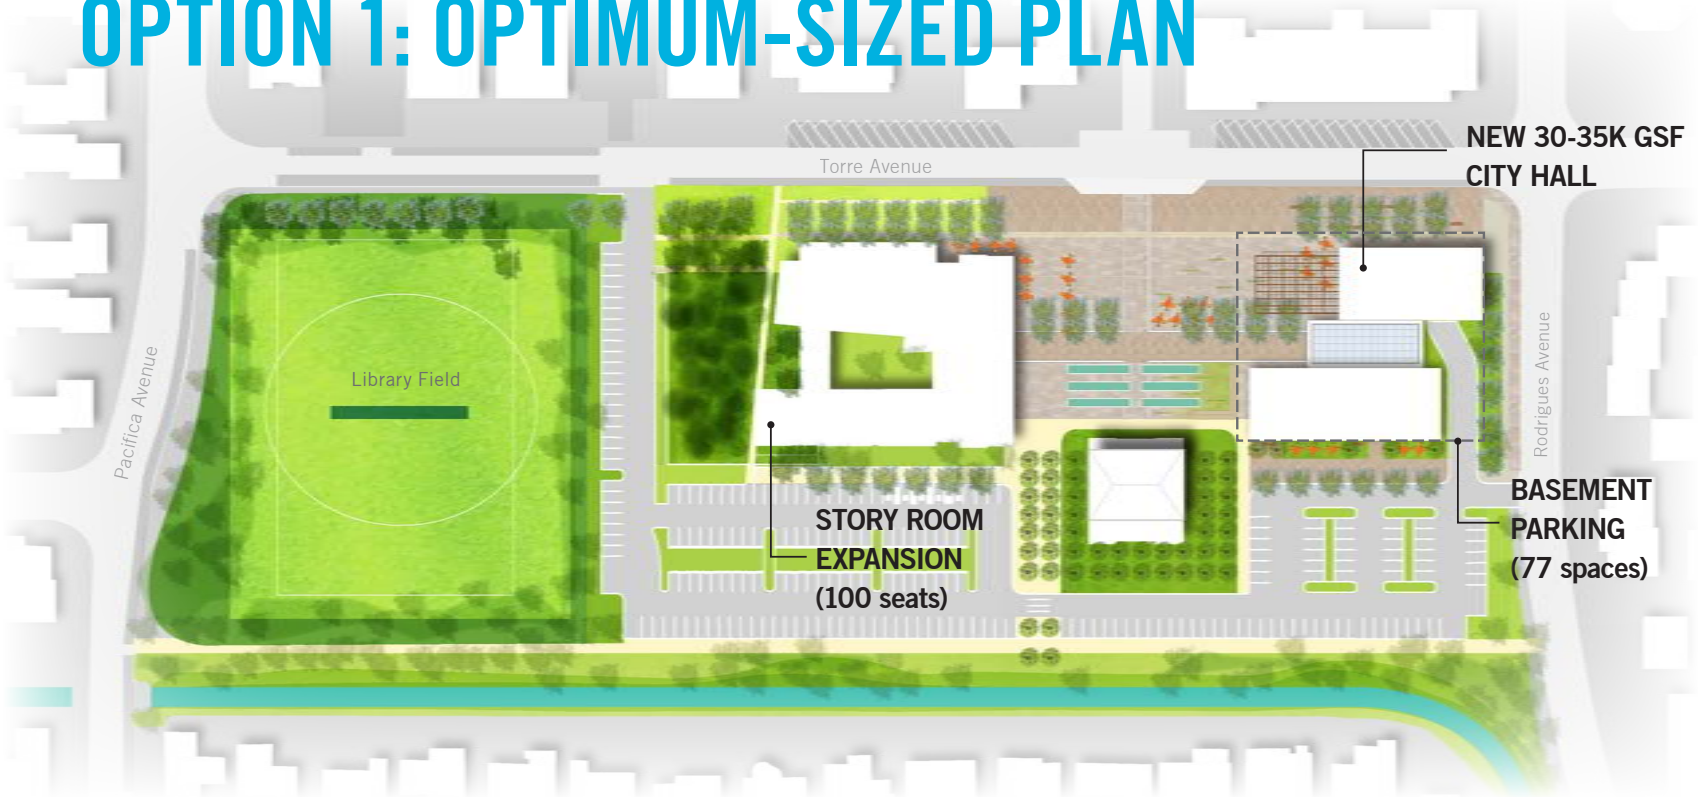 OPTION 1: OPTIMUM-SIZED PLAN
NEW 30-35K GSF
CITY HALL
Torre Avenue
Library Field
Pacifica Avenue
Rodrigues Avenue
STORY ROOM
EXPANSION
(100 seats)
BASEMENT
PARKING
(77 spaces)